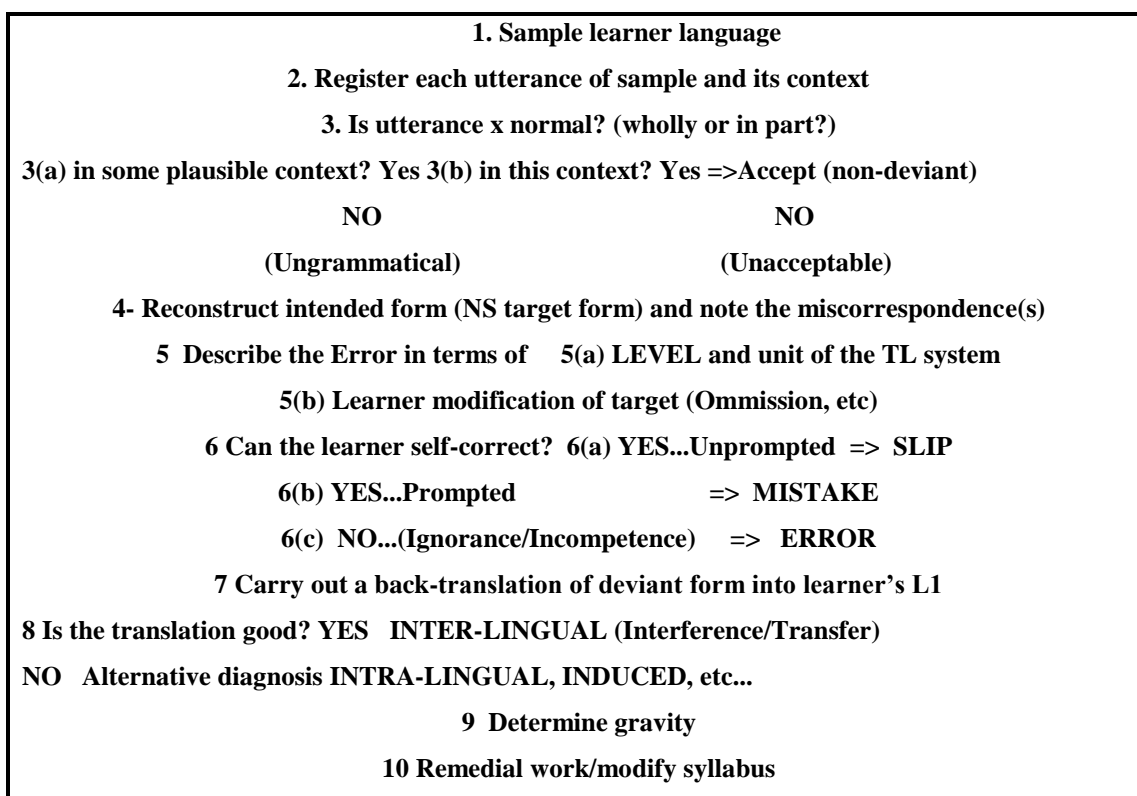 1. Sample learner language
2. Register each utterance of sample and its context
3. Is utterance x normal? (wholly or in part?)
3(a) in some plausible context? Yes 3(b) in this context? Yes =>Accept (non-deviant)
NO NO
(Ungrammatical) (Unacceptable)
4- Reconstruct intended form (NS target form) and note the miscorrespondence(s)
5 Describe the Error in terms of 5(a) LEVEL and unit of the TL system
5(b) Learner modification of target (Ommission, etc)
6 Can the learner self-correct? 6(a) YES...Unprompted => SLIP
6(b) YES...Prompted => MISTAKE
6(c) NO...(Ignorance/Incompetence) => ERROR
7 Carry out a back-translation of deviant form into learner’s L1
8 Is the translation good? YES INTER-LINGUAL (Interference/Transfer)
NO Alternative diagnosis INTRA-LINGUAL, INDUCED, etc...
9 Determine gravity
10 Remedial work/modify syllabus